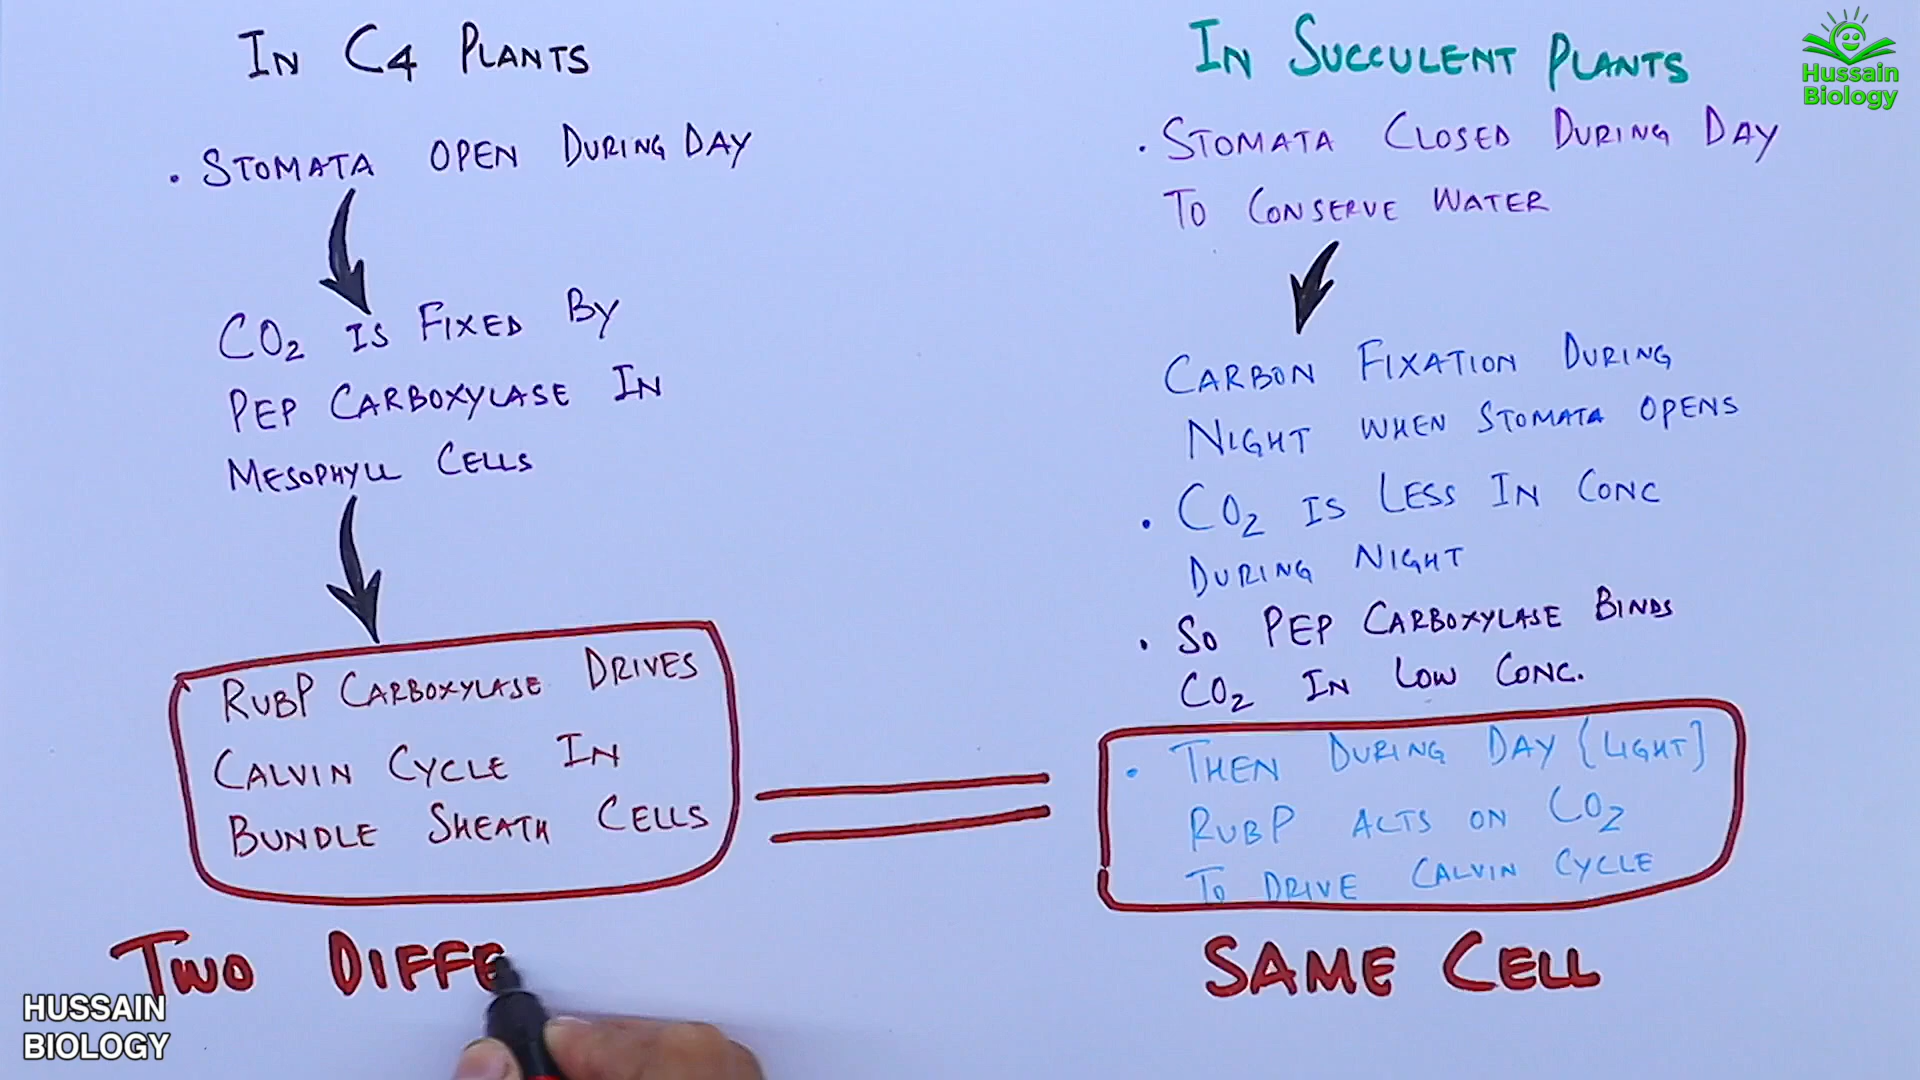 In C4 Plants
. Stomata open During Day
CO2 is Fixed By
PEP Carboxylase In
Mesophyll Cells
RubP Carboxylase Drives
Calvin Cycle In
Bundle Sheath Cells
Two Diffe
In Succulent Plants
. Stomata Closed During Day
To Conserve Water
Carbon Fixation During
Night when Stomata opens
. CO2 is Less In Conc
During Night
. So PEP Carboxylase Binds
CO2 In Low Conc.
. Then During Day {Light]
RubP acts on CO2
To Drive Calvin Cycle
Same Cell
Hussain
Biology
HUSSAIN
BIOLOGY